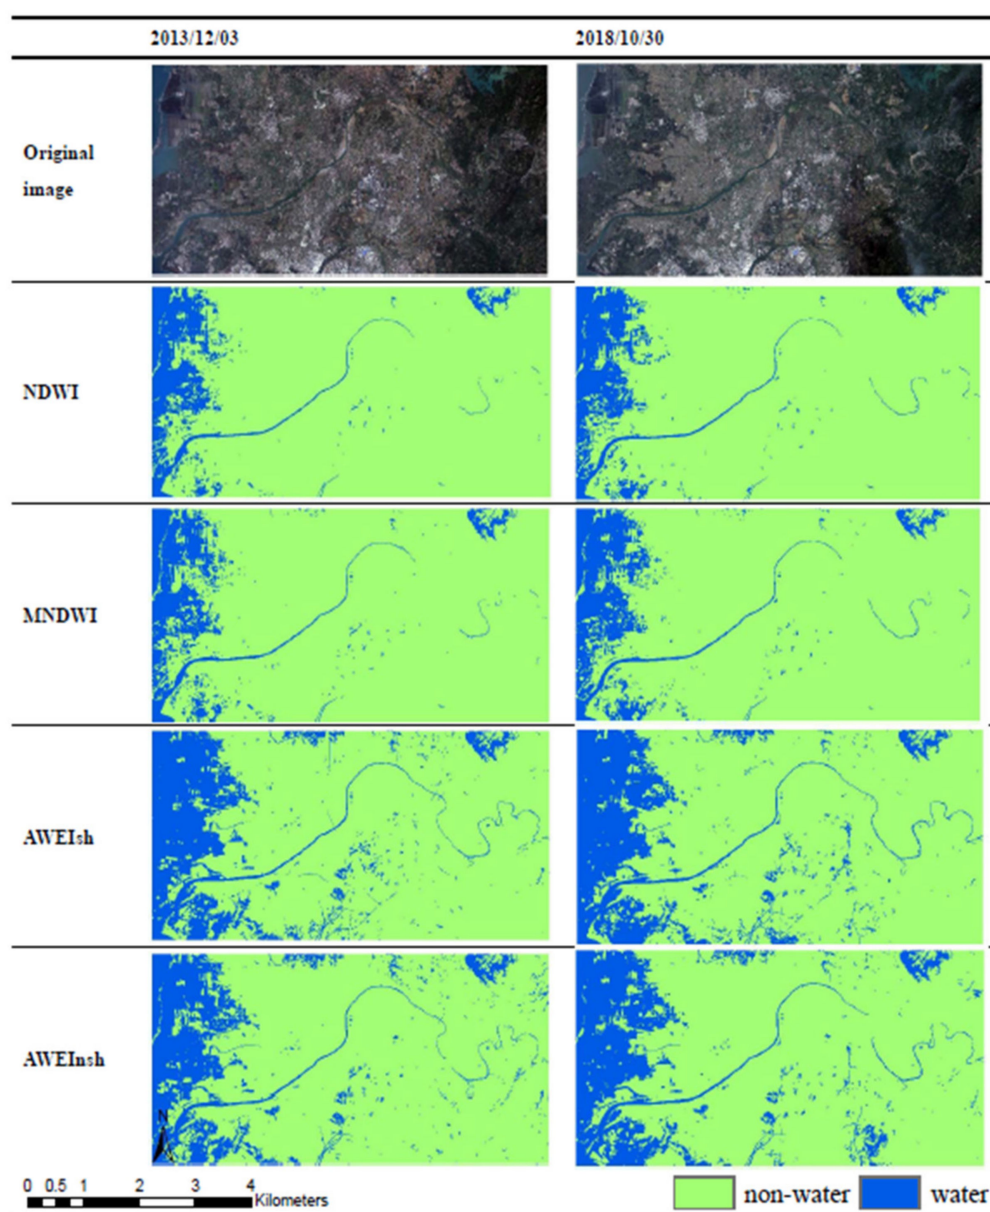 2013/12/03 2018/10/30
Original
image
NDWI
MNDWI
AWEIsh
AWEInsh
N
0 0.5 1 2 3 4
Kilometers
non-water water